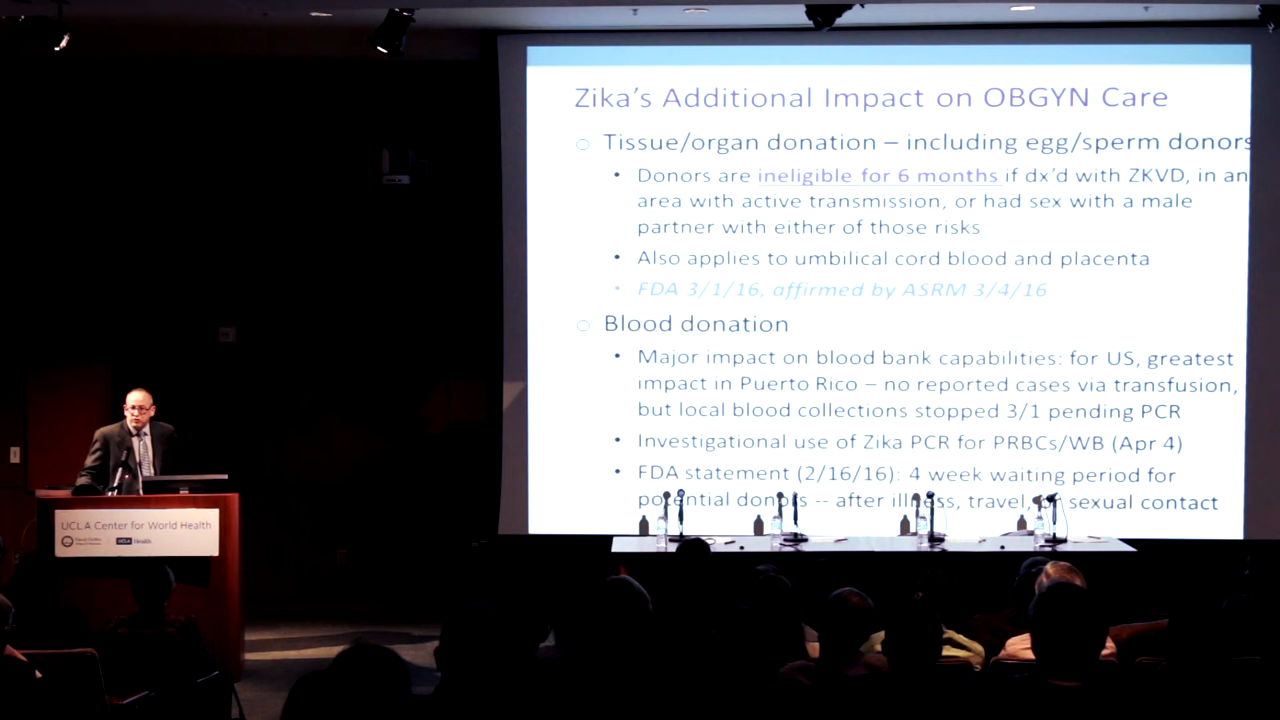 Zika's Additional Impact on OBGYN Care
Tissue/organ donation – including egg/sperm donors
Donors are ineligible for 6 months if dx'd with ZKVD, in an
area with active transmission, or had sex with a male
partner with either of those risks
Also applies to umbilical cord blood and placenta
FDA 3/1/16, affirmed by ASRM 3/4/16
Blood donation
Major impact on blood bank capabilities: for US, greatest
impact in Puerto Rico – no reported cases via transfusion,
but local blood collections stopped 3/1 pending PCR
Investigational use of Zika PCR for PRBCs/WB (Apr 4)
FDA statement (2/16/16): 4 week waiting period for
potential donors -- after illness, travel, or sexual contact
UCLA Center for World Health
UCLA Health